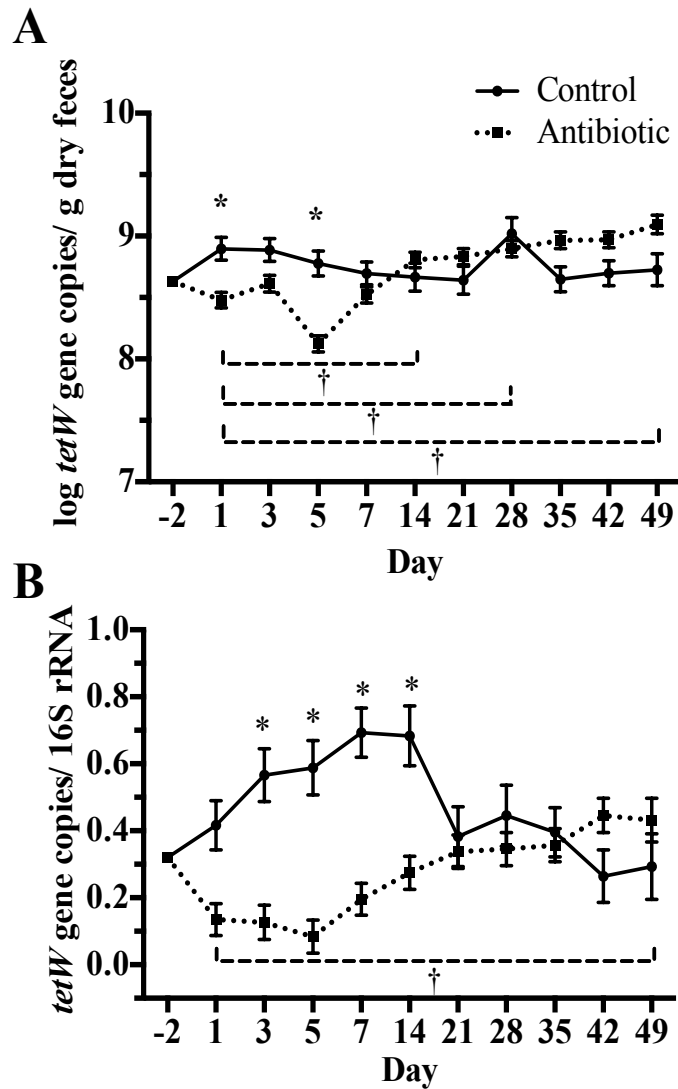 A
Control
Antibiotic
log tetW gene copies/ g dry feces
10
9
8
7
*
*
†
†
†
-2 1 3 5 7 14 21 28 35 42 49
Day
B
tetW gene copies/ 16S rRNA
1.0
0.8
0.6
0.4
0.2
0.0
*
*
*
*
†
-2 1 3 5 7 14 21 28 35 42 49
Day